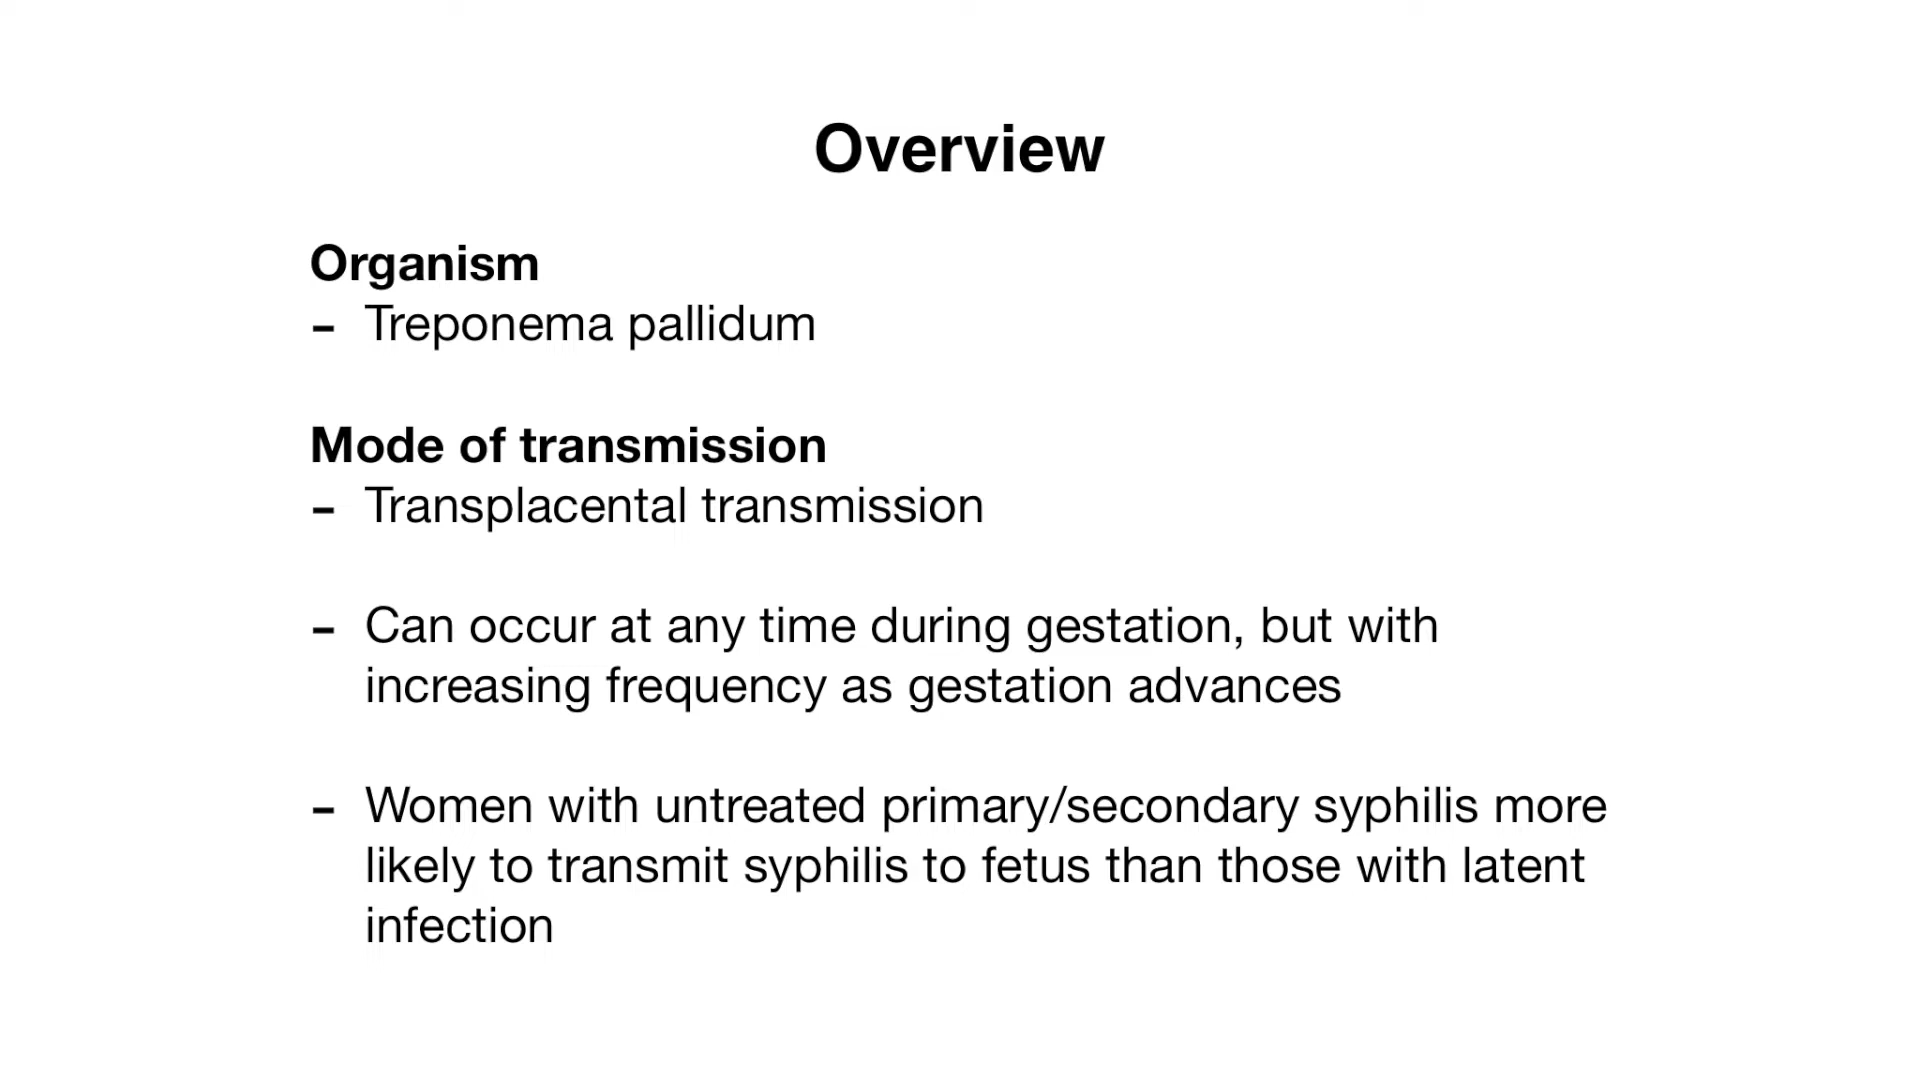 Overview
Organism
- Treponema pallidum
Mode of transmission
- Transplacental transmission
- Can occur at any time during gestation, but with
increasing frequency as gestation advances
- Women with untreated primary/secondary syphilis more
likely to transmit syphilis to fetus than those with latent
infection